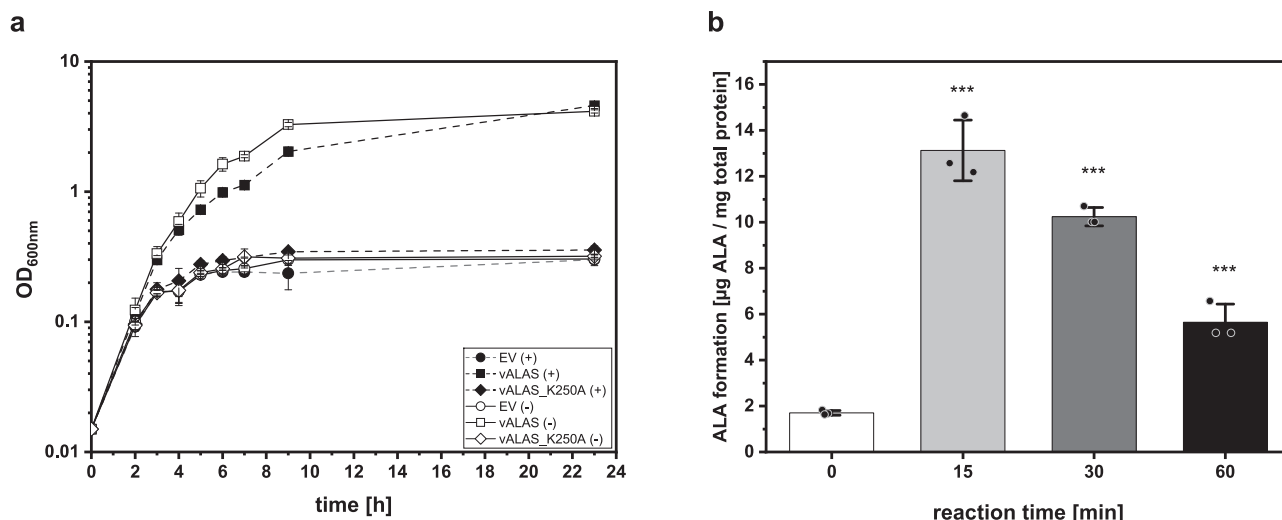 a
10
1
0.1
0.01
OD600nm
0 2 4 6 8 10 12 14 16 18 20 22 24
time [h]
EV (+)
vALAS (+)
vALAS_K250A (+)
EV (-)
vALAS (-)
vALAS_K250A (-)
b
16
14
12
10
8
6
4
2
0
ALA formation [µg ALA / mg total protein]
***
***
***
0 15 30 60
reaction time [min]